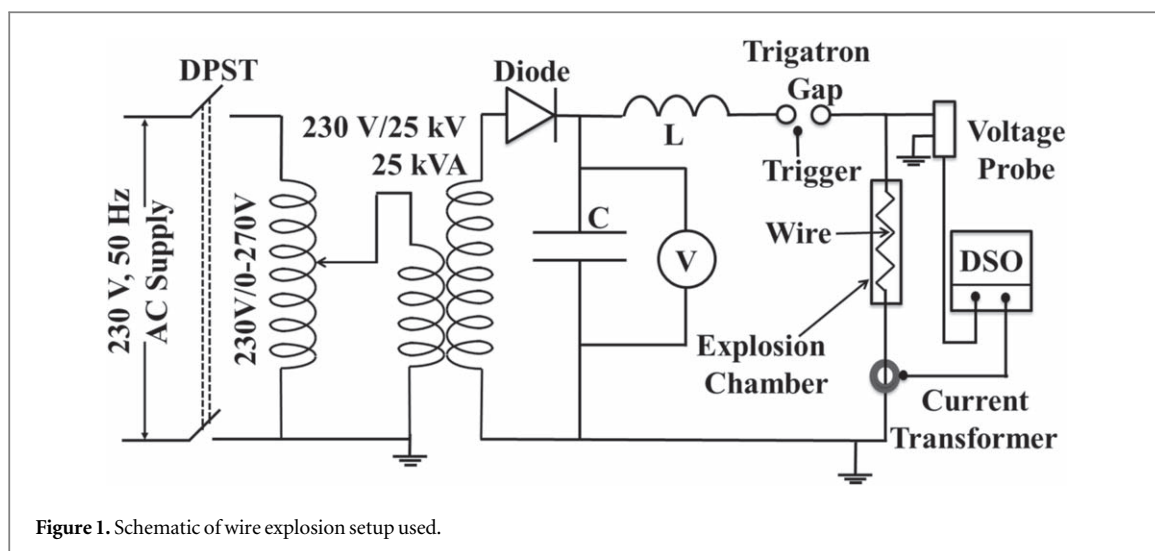 DPST
Diode
Trigatron
Gap
230 V/25 kV
25 kVA
L
Trigger
Voltage
Probe
230 V, 50 Hz
AC Supply
230V/0-270V
C
V
Wire
DSO
Explosion
Chamber
Current
Transformer
Figure 1. Schematic of wire explosion setup used.